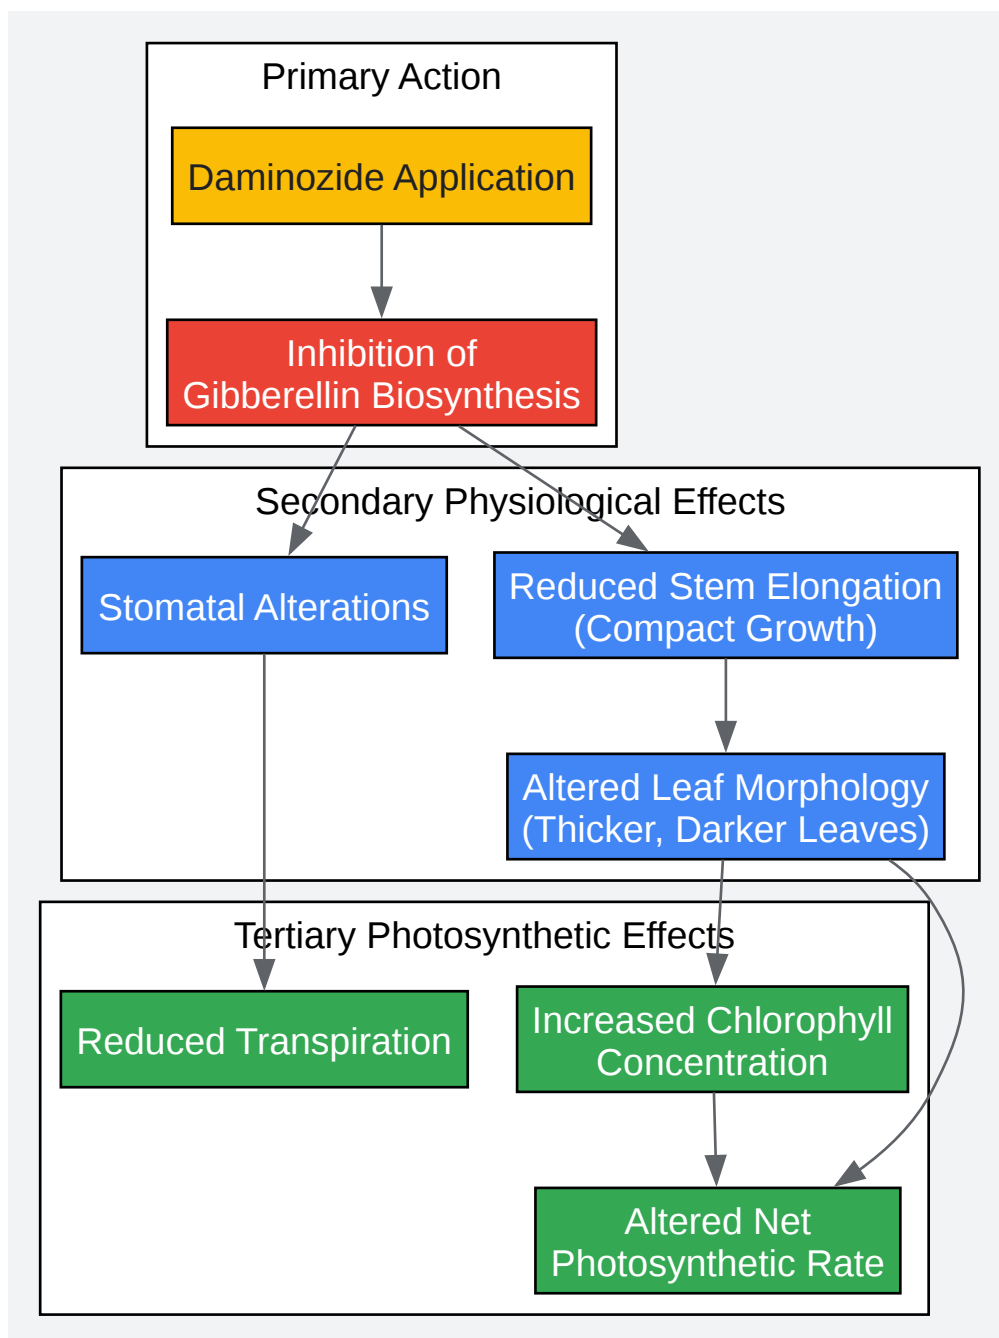 Primary Action
Daminozide Application
Inhibition of
Gibberellin Biosynthesis
Secondary Physiological Effects
Stomatal Alterations
Reduced Stem Elongation
(Compact Growth)
Altered Leaf Morphology
(Thicker, Darker Leaves)
Tertiary Photosynthetic Effects
Reduced Transpiration
Increased Chlorophyll
Concentration
Altered Net
Photosynthetic Rate